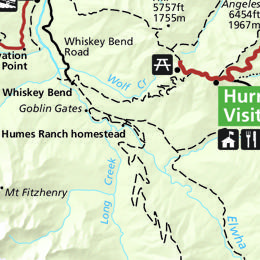 5757ft
1755m
Angeles
6454ft
1967m
Whiskey Bend
Road
vation
Point
Wolf Cr
Whiskey Bend
Goblin Gates
Hurr
Visit
Humes Ranch homestead
Mt Fitzhenry
Long Creek
Elwha